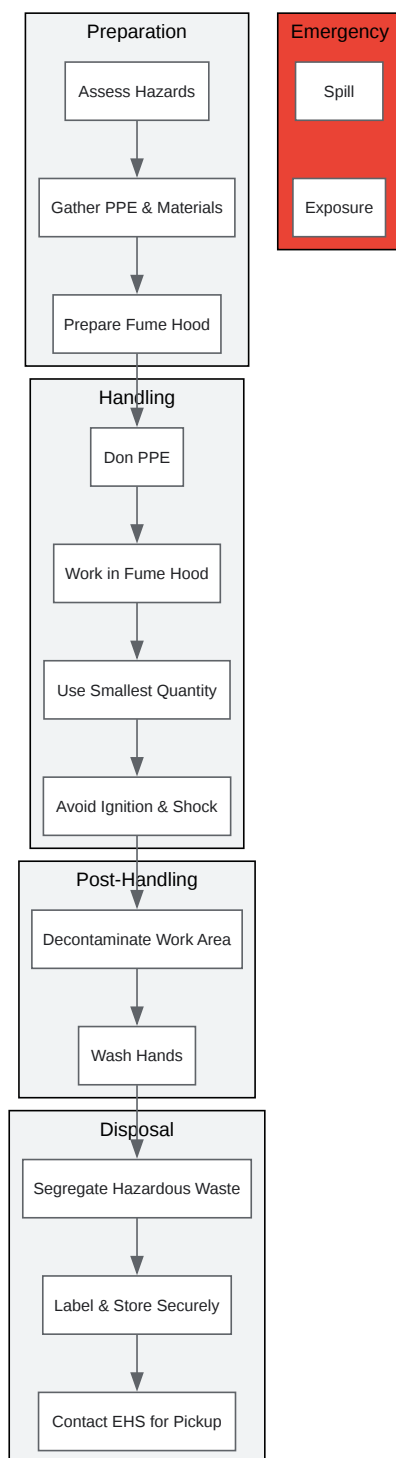 Preparation
Assess Hazards
Gather PPE & Materials
Prepare Fume Hood
Handling
Don PPE
Work in Fume Hood
Use Smallest Quantity
Avoid Ignition & Shock
Post-Handling
Decontaminate Work Area
Wash Hands
Disposal
Segregate Hazardous Waste
Label & Store Securely
Contact EHS for Pickup
Emergency
Spill
Exposure